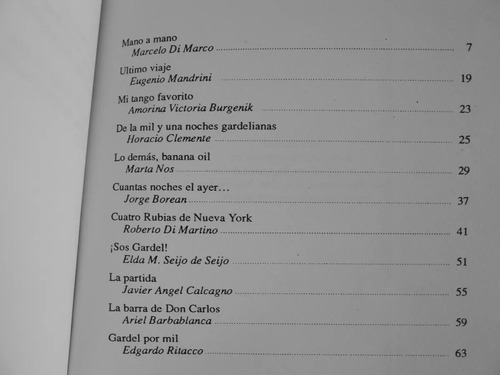 Mano a mano
Marcelo Di Marco 7
Ultimo viaje
Eugenio Mandrini 19
Mi tango favorito
Amorina Victoria Burgenik 23
De la mil y una noches gardelianas
Horacio Clemente 25
Lo demás, banana oil
Marta Nos 29
Cuantas noches el ayer...
Jorge Borean 37
Cuatro Rubias de Nueva York
Roberto Di Martino 41
¡Sos Gardel!
Elda M. Seijo de Seijo 51
La partida
Javier Angel Calcagno 55
La barra de Don Carlos
Ariel Barbablanca 59
Gardel por mil
Edgardo Ritacco 63